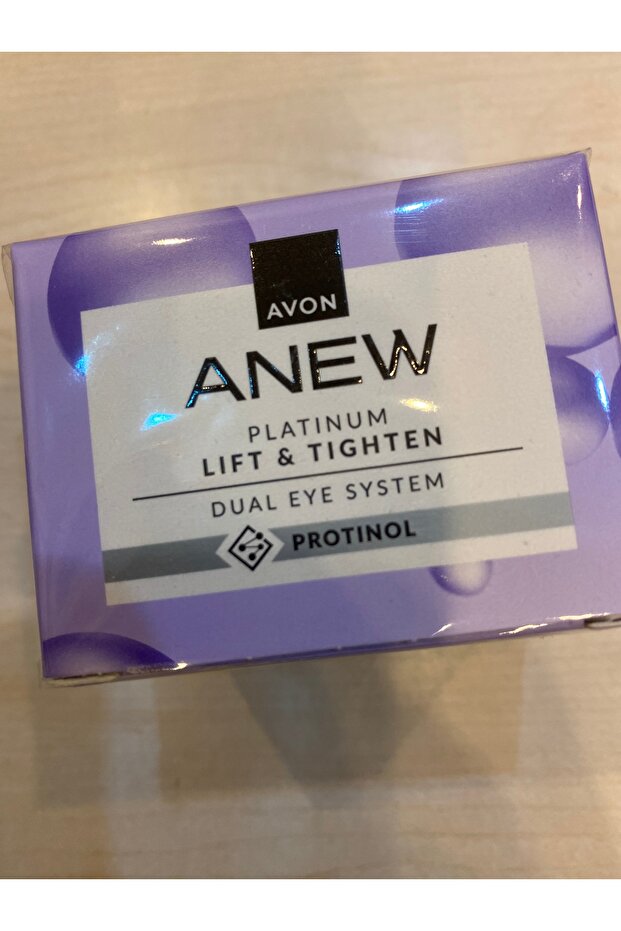 AVON
ANEW
PLATINUM
LIFT & TIGHTEN
DUAL EYE SYSTEM
PROTINOL